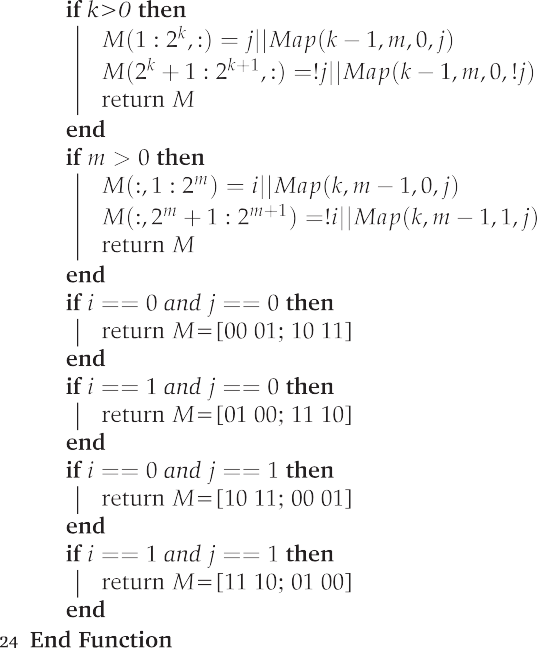 if k>0 then
M(1 : 2^k, :) = j||Map(k − 1, m, 0, j)
M(2^k + 1 : 2^{k+1}, :) =!j||Map(k − 1, m, 0, !j)
return M
end
if m > 0 then
M(:, 1 : 2^m) = i||Map(k, m − 1, 0, j)
M(:, 2^m + 1 : 2^{m+1}) =!i||Map(k, m − 1, 1, j)
return M
end
if i == 0 and j == 0 then
return M=[00 01; 10 11]
end
if i == 1 and j == 0 then
return M=[01 00; 11 10]
end
if i == 0 and j == 1 then
return M=[10 11; 00 01]
end
if i == 1 and j == 1 then
return M=[11 10; 01 00]
end
24 End Function